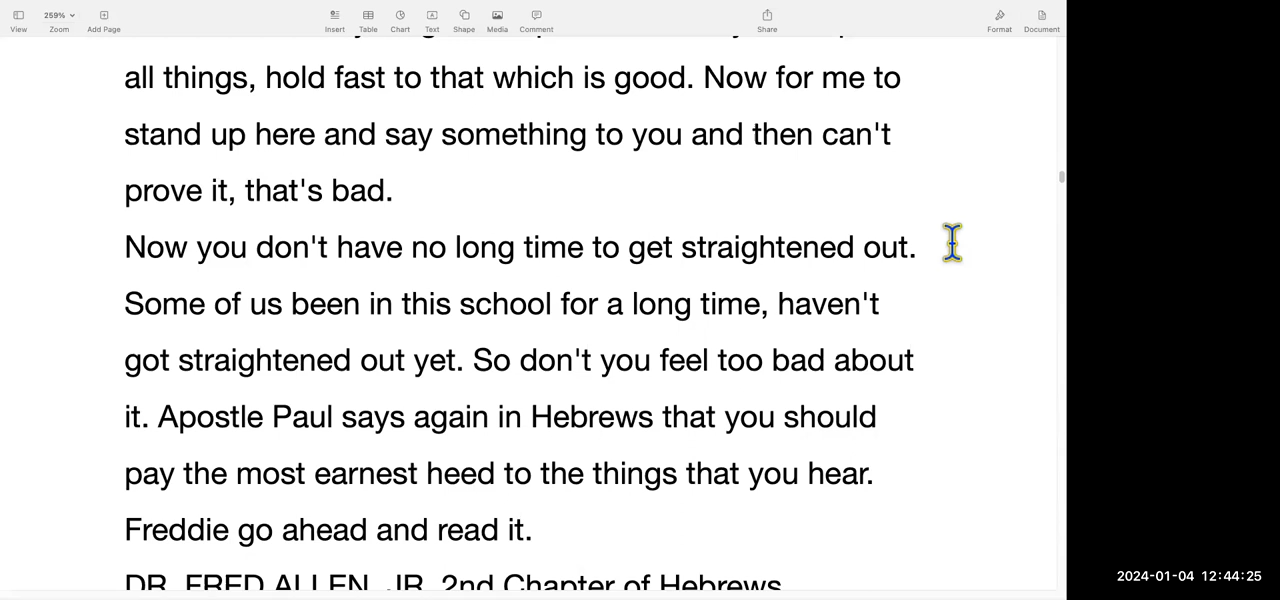 259%
View
Zoom
Add Page
Insert
Table
Chart
Text
Shape
Media
Comment
Share
Format
Document
all things, hold fast to that which is good. Now for me to
stand up here and say something to you and then can't
prove it, that's bad.
Now you don't have no long time to get straightened out.
Some of us been in this school for a long time, haven't
got straightened out yet. So don't you feel too bad about
it. Apostle Paul says again in Hebrews that you should
pay the most earnest heed to the things that you hear.
Freddie go ahead and read it.
DR. FRED ALLEN, JR. 2nd Chapter of Hebrews
2024-01-04 12:44:25